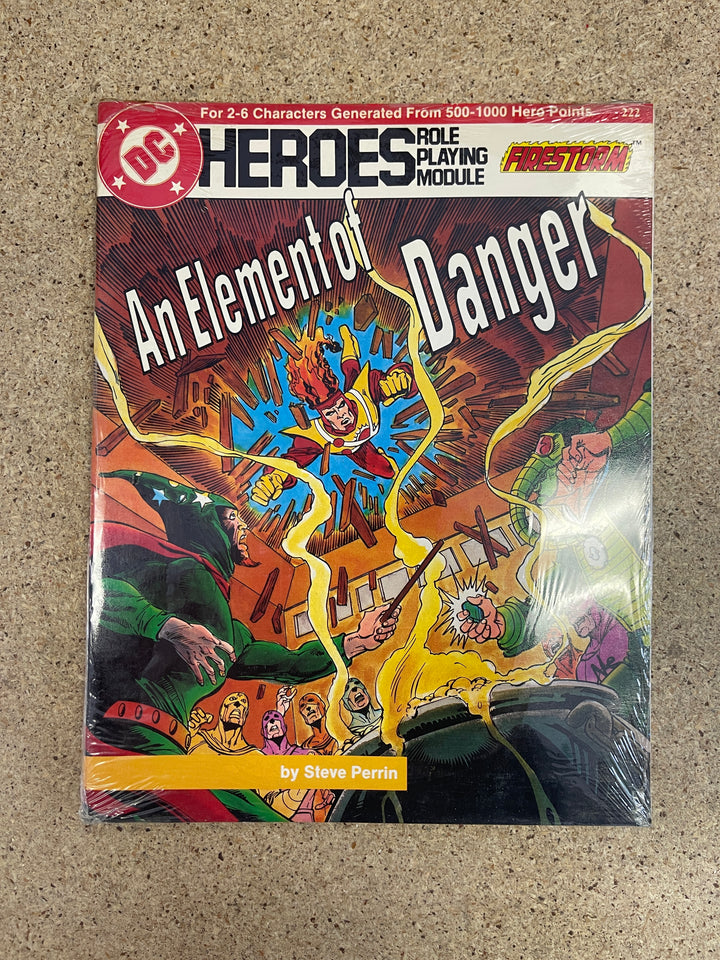 For 2-6 Characters Generated From 500-1000 Hero Points
222
DC
HEROES
ROLE
PLAYING
MODULE
FIRESTORM™
An Element of
Danger
by Steve Perrin